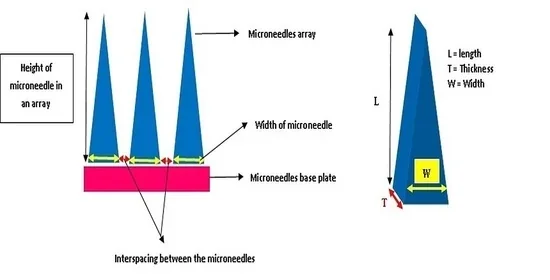 Height of
microneedle in
an array
Microneedles array
Width of microneedle
Microneedles base plate
Interspacing between the microneedles
L
T
W
L = length
T = Thickness
W = Width